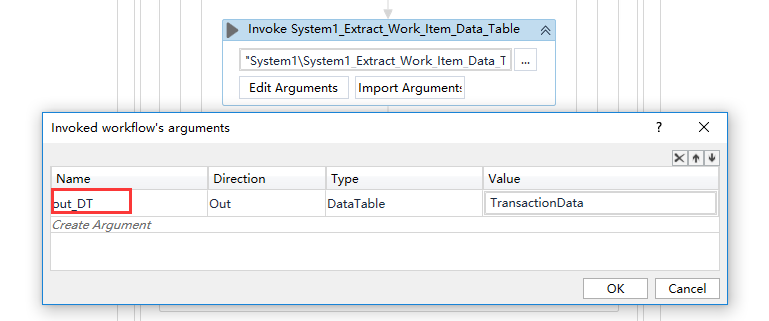 Invoke System1_Extract_Work_Item_Data_Table
"System1\System1_Extract_Work_Item_Data_T
...
Edit Arguments
Import Arguments
Invoked workflow's arguments
?
Name Direction Type Value
out_DT Out DataTable TransactionData
Create Argument
OK Cancel